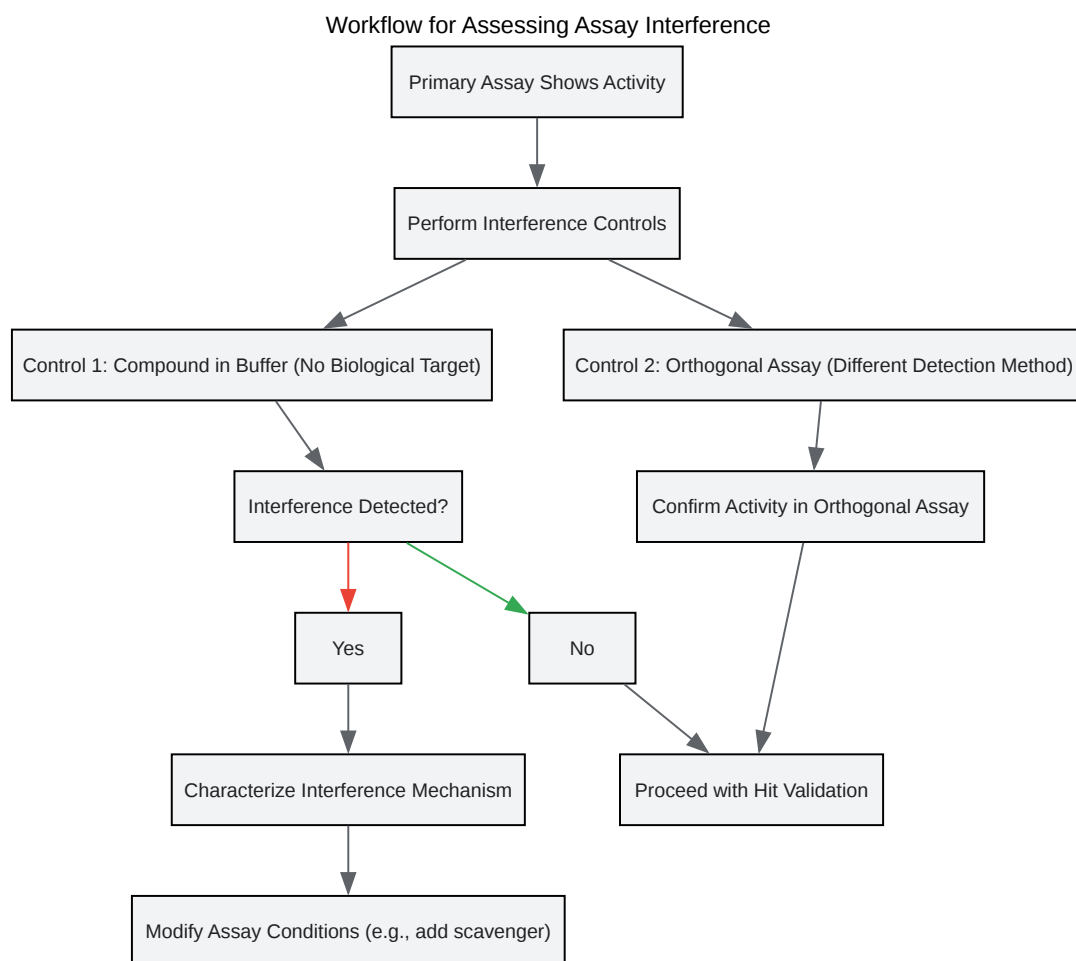 Workflow for Assessing Assay Interference
Primary Assay Shows Activity
Perform Interference Controls
Control 1: Compound in Buffer (No Biological Target)
Control 2: Orthogonal Assay (Different Detection Method)
Interference Detected?
Confirm Activity in Orthogonal Assay
Yes
No
Characterize Interference Mechanism
Proceed with Hit Validation
Modify Assay Conditions (e.g., add scavenger)